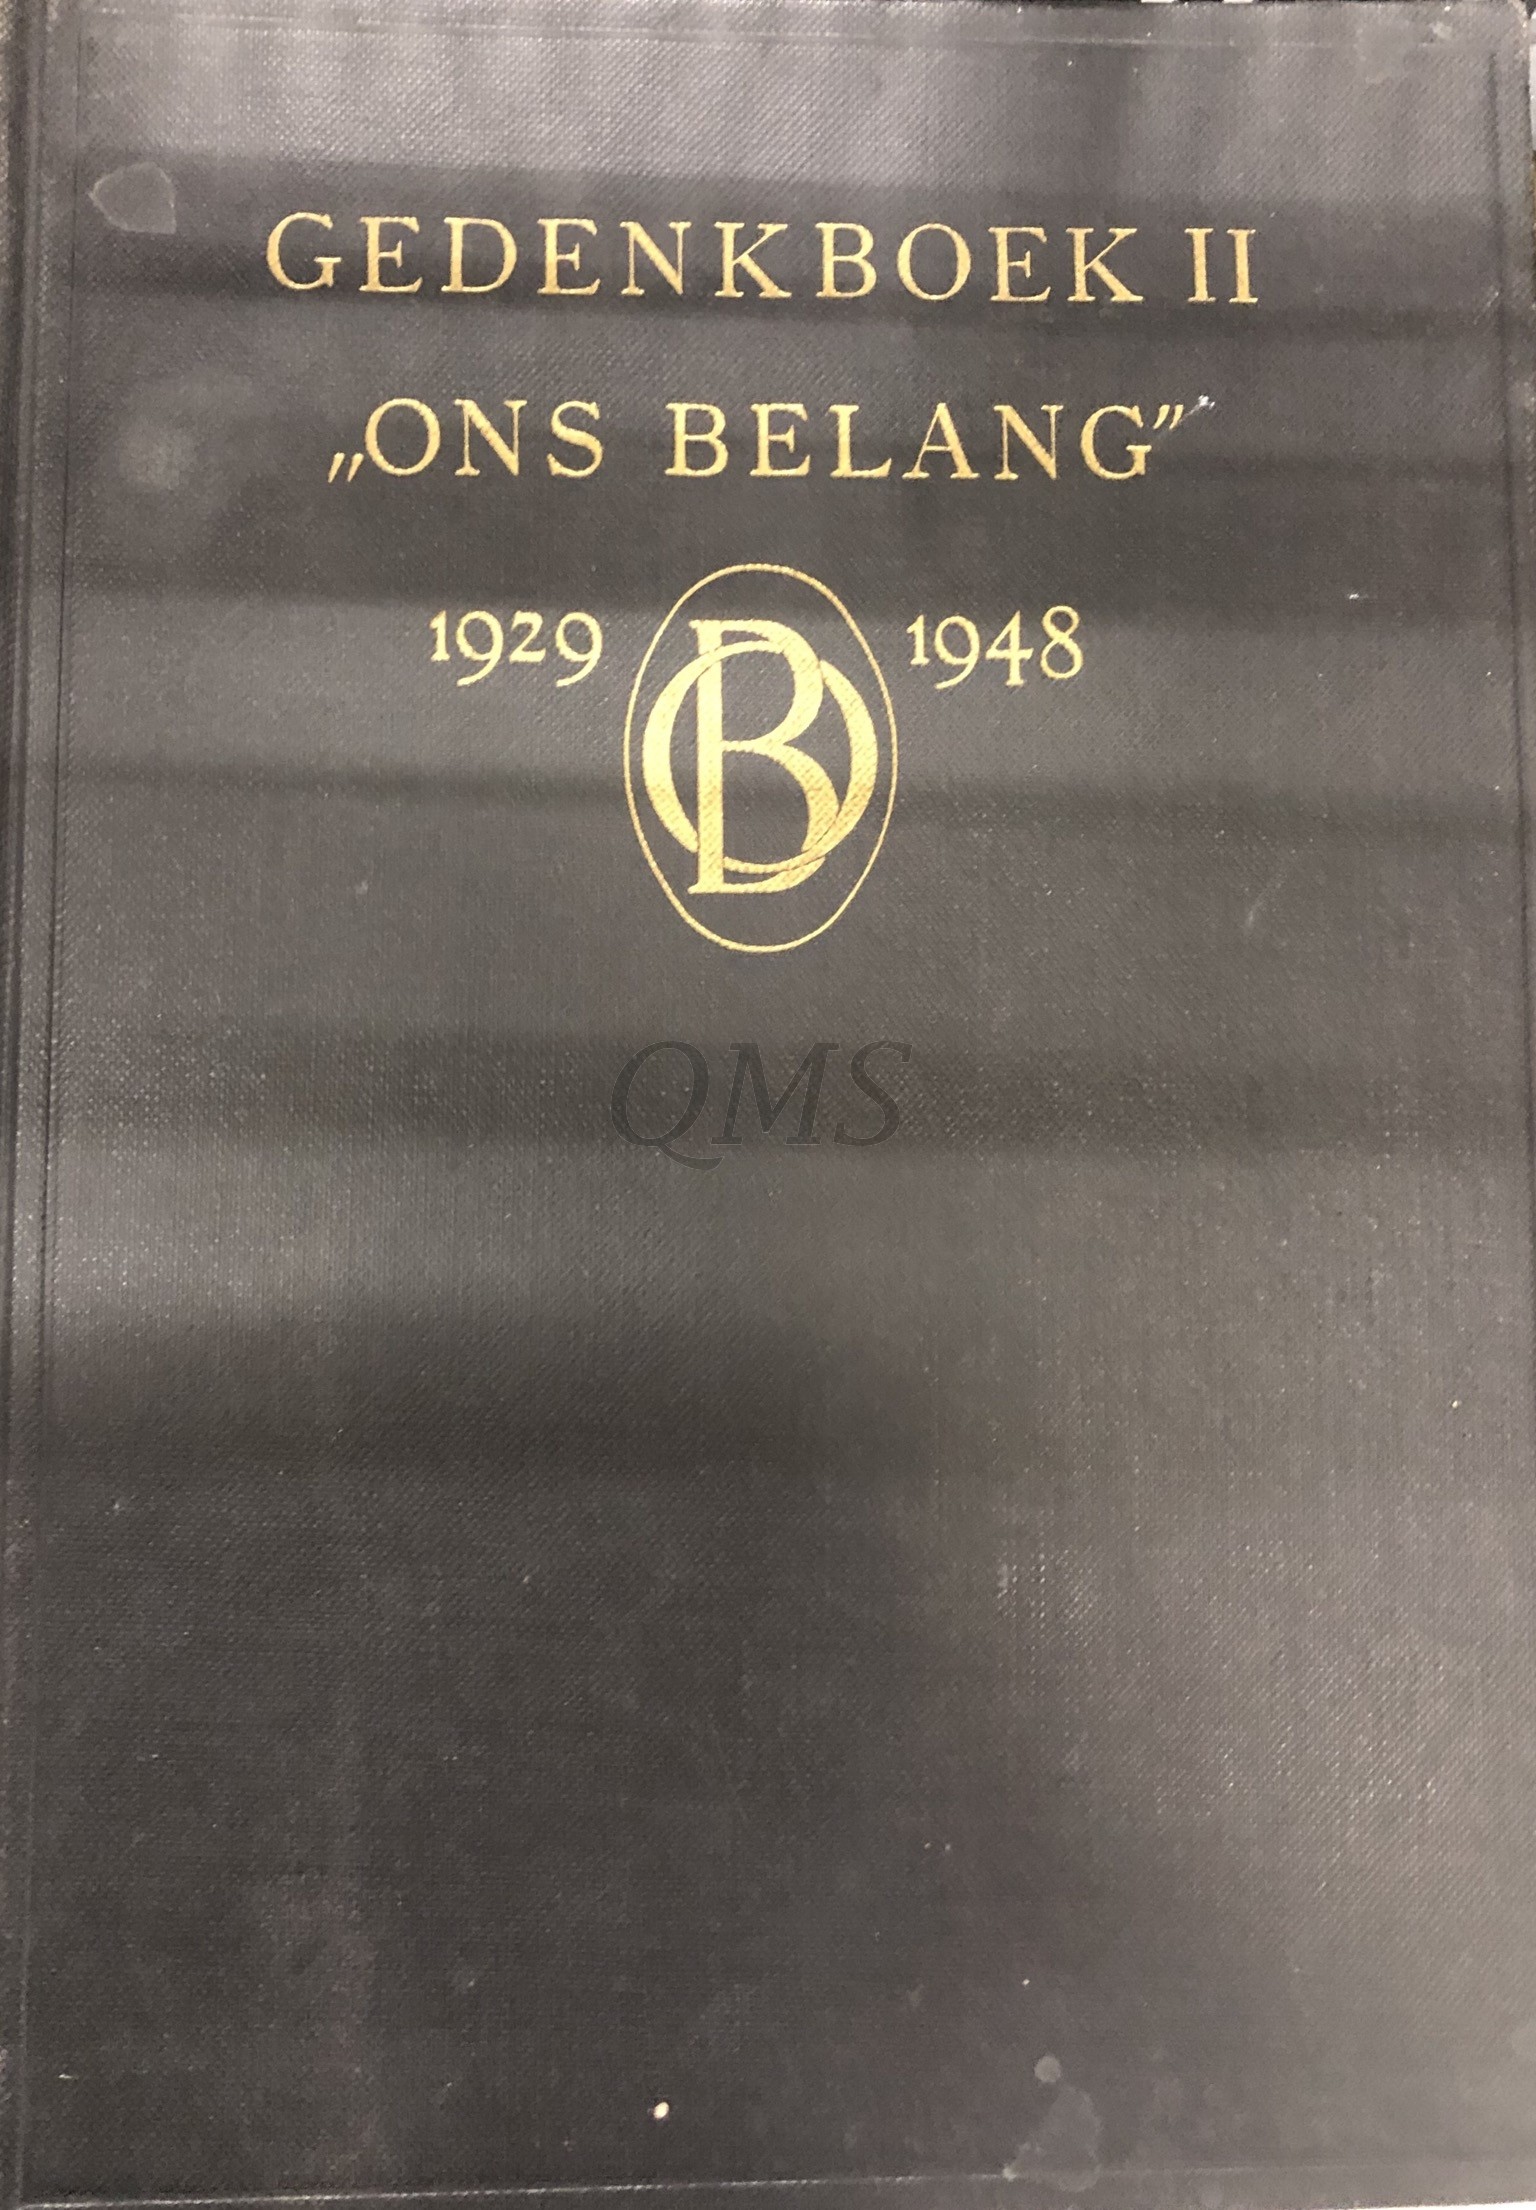 GEDENKBOEK II
„ONS BELANG”
1929 OB 1948
QMS